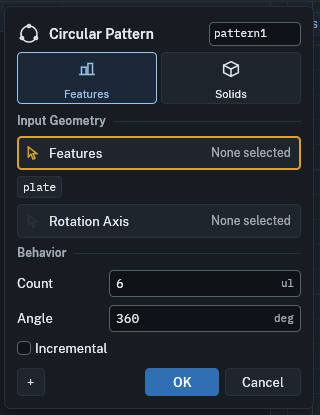 Circular Pattern pattern1
Features Solids
Input Geometry
Features None selected
plate
Rotation Axis None selected
Behavior
Count 6 ul
Angle 360 deg
Incremental
+ OK Cancel